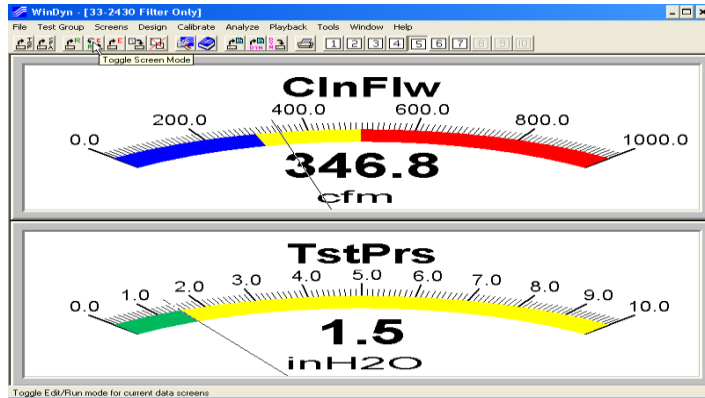 WinDyn - [33-2430 Filter Only]
File Test Group Screens Design Calibrate Analyze Playback Tools Window Help
1 2 3 4 5 6 7 8 9 10
Toggle Screen Mode
ClnFlw
0.0 200.0 400.0 600.0 800.0 1000.0
346.8
cfm
TstPrs
0.0 1.0 2.0 3.0 4.0 5.0 6.0 7.0 8.0 9.0 10.0
1.5
inH2O
Toggle Edit/Run mode for current data screens